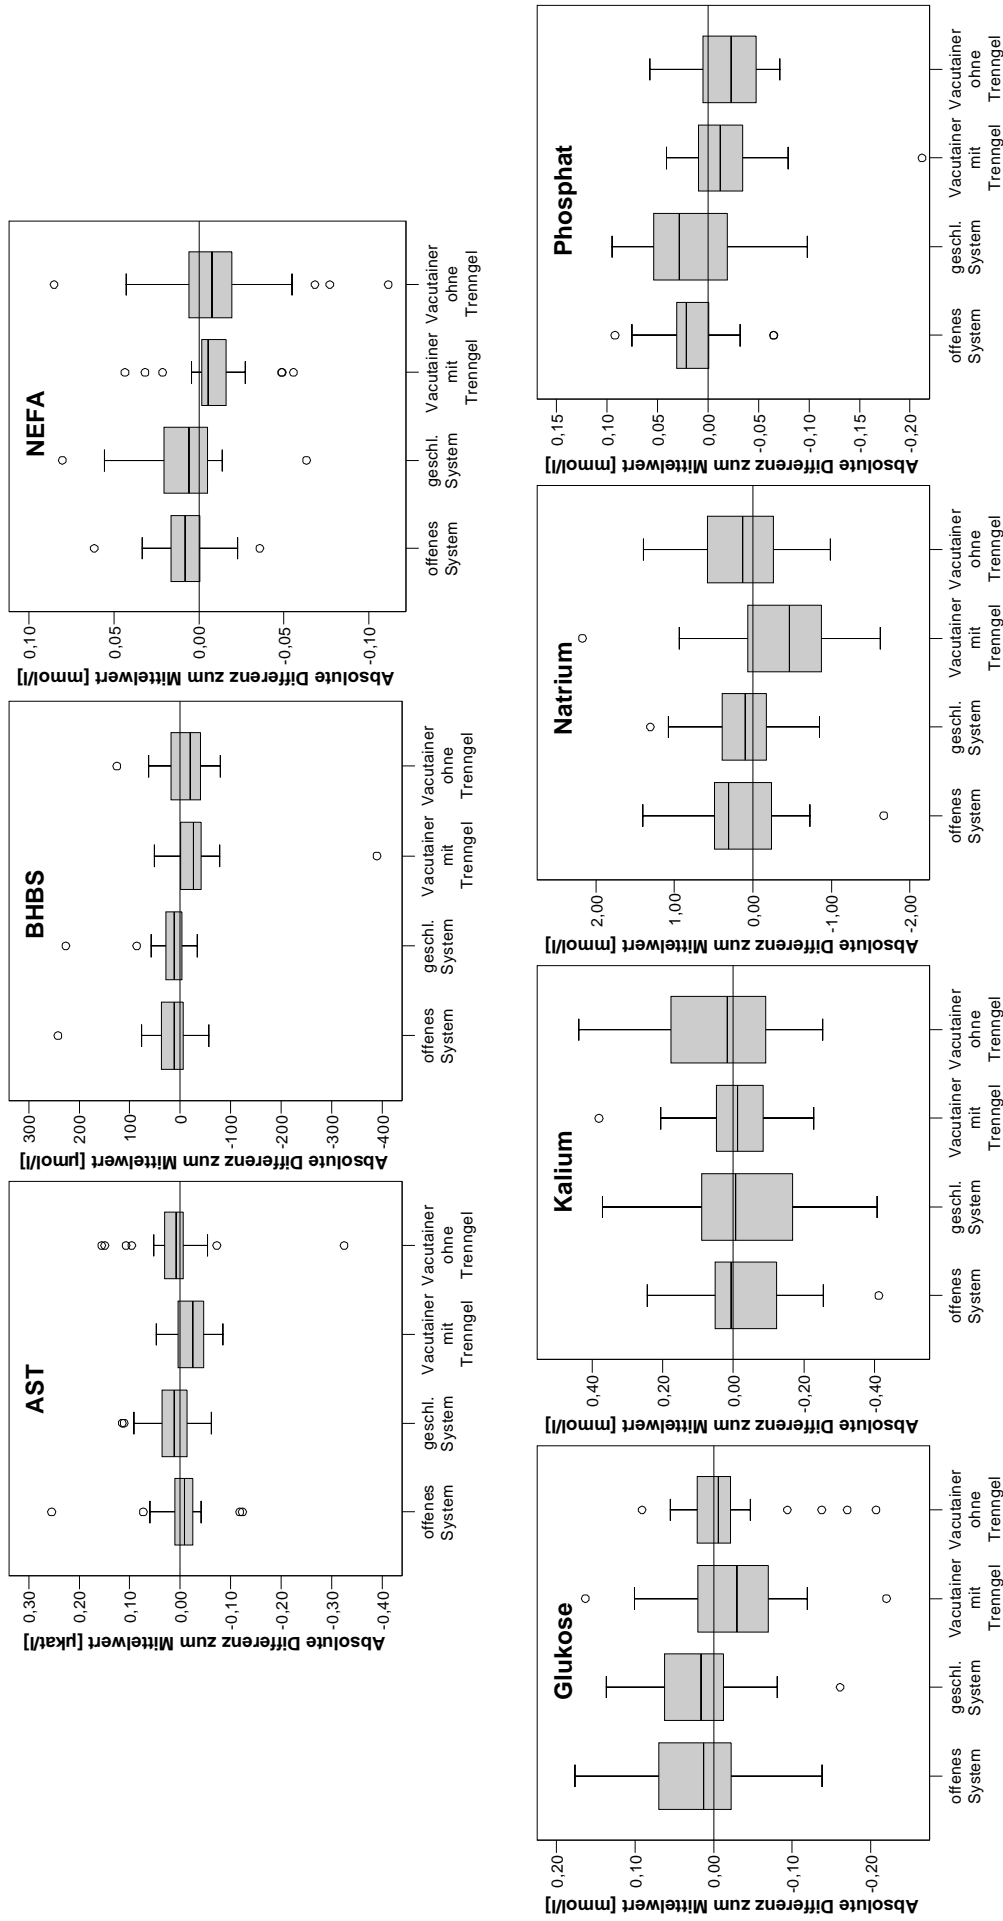 AST
Absolute Differenz zum Mittelwert [µkat/l]
0,30
0,20
0,10
0,00
-0,10
-0,20
-0,30
-0,40
offenes System
geschl. System
Vacutainer mit Trenngel
Vacutainer ohne Trenngel
BHBS
Absolute Differenz zum Mittelwert [µmol/l]
300
200
100
0
-100
-200
-300
-400
offenes System
geschl. System
Vacutainer mit Trenngel
Vacutainer ohne Trenngel
NEFA
Absolute Differenz zum Mittelwert [mmol/l]
0,10
0,05
0,00
-0,05
-0,10
offenes System
geschl. System
Vacutainer mit Trenngel
Vacutainer ohne Trenngel
Glukose
Absolute Differenz zum Mittelwert [mmol/l]
0,20
0,10
0,00
-0,10
-0,20
offenes System
geschl. System
Vacutainer mit Trenngel
Vacutainer ohne Trenngel
Kalium
Absolute Differenz zum Mittelwert [mmol/l]
0,40
0,20
0,00
-0,20
-0,40
offenes System
geschl. System
Vacutainer mit Trenngel
Vacutainer ohne Trenngel
Natrium
Absolute Differenz zum Mittelwert [mmol/l]
2,00
1,00
0,00
-1,00
-2,00
offenes System
geschl. System
Vacutainer mit Trenngel
Vacutainer ohne Trenngel
Phosphat
Absolute Differenz zum Mittelwert [mmol/l]
0,15
0,10
0,05
0,00
-0,05
-0,10
-0,15
-0,20
offenes System
geschl. System
Vacutainer mit Trenngel
Vacutainer ohne Trenngel